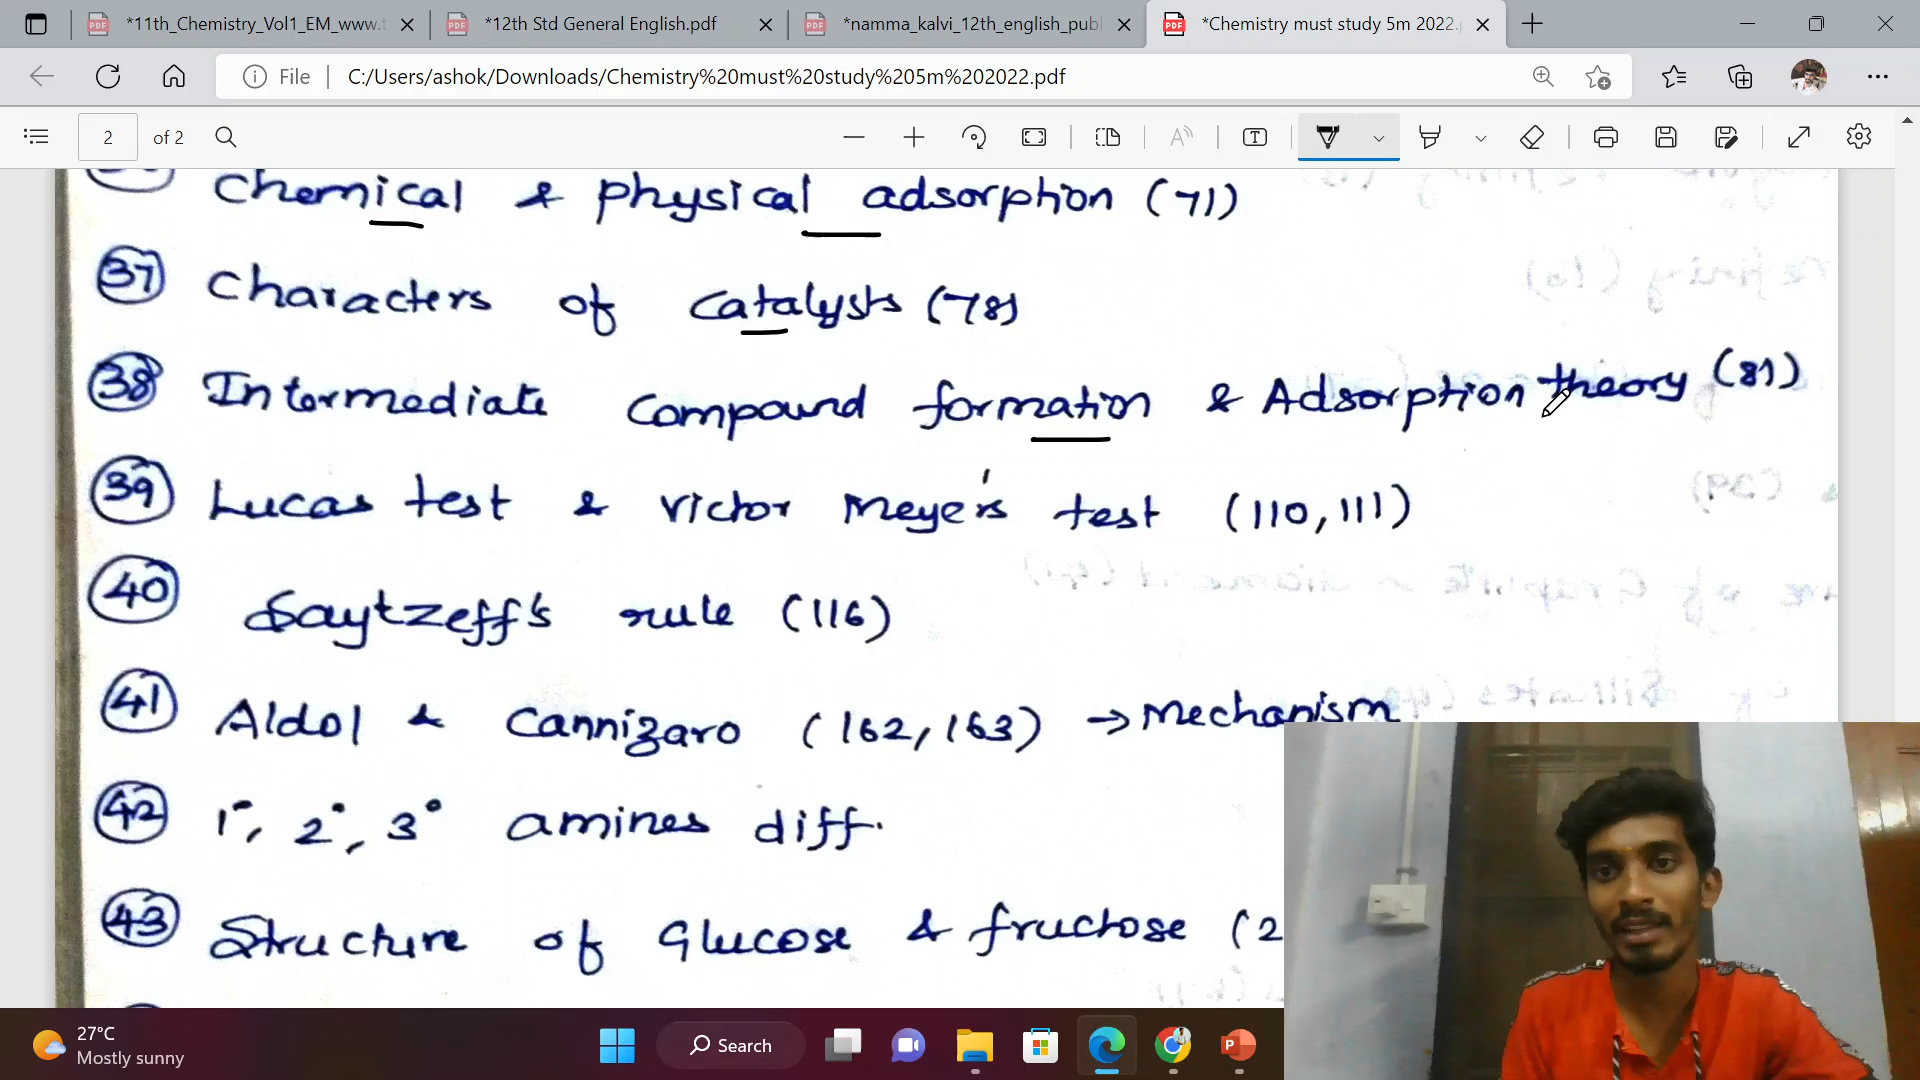 *11th_Chemistry_Vol1_EM_www.t
*12th Std General English.pdf
*namma_kalvi_12th_english_publ
*Chemistry must study 5m 2022.
File
C:/Users/ashok/Downloads/Chemistry%20must%20study%205m%202022.pdf
2 of 2
Chemical & physical adsorption (71)
37 Characters of catalysts (78)
38 Intermediate compound formation & Adsorption theory (81)
39 Lucas test & Victor Meyer's test (110,111)
40 Saytzeff's rule (116)
41 Aldol & Cannizaro (162,163) → Mechanism
42 1°, 2°, 3° amines diff.
43 Structure of Glucose & fructose (2
27°C
Mostly sunny
Search